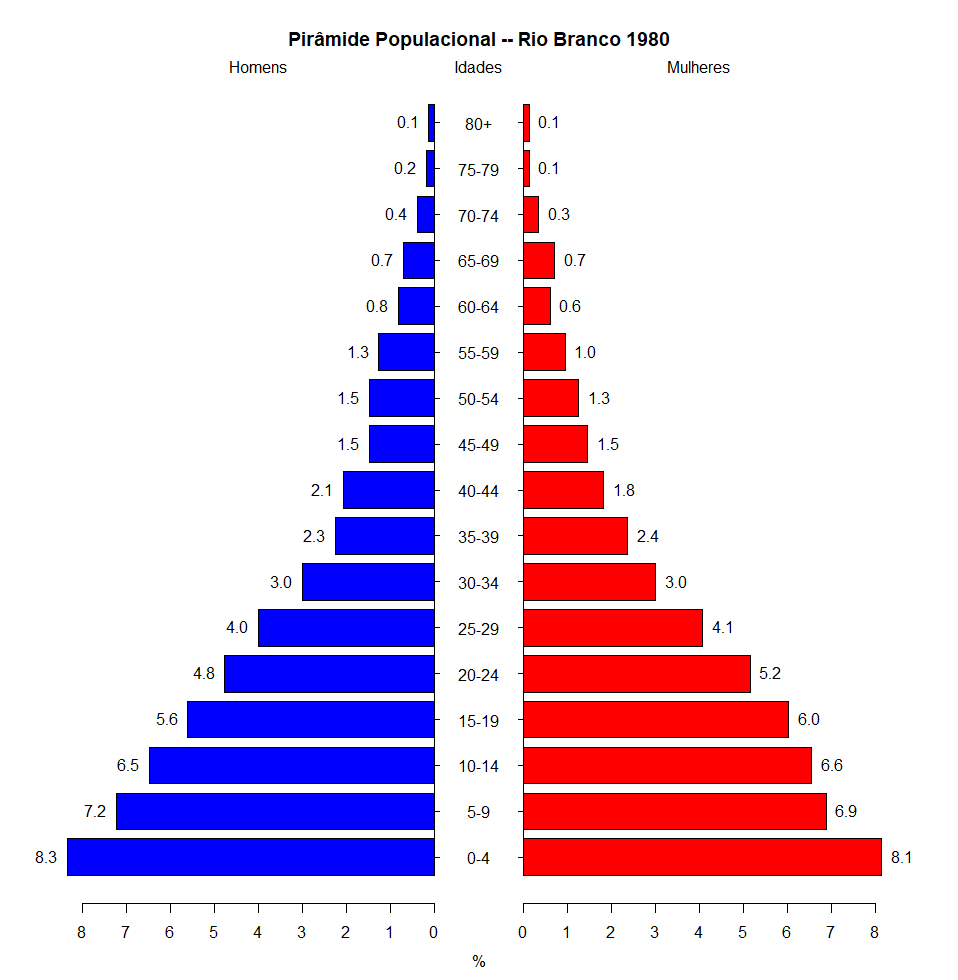 Pirâmide Populacional -- Rio Branco 1980
Homens Idades Mulheres
0.1 80+ 0.1
0.2 75-79 0.1
0.4 70-74 0.3
0.7 65-69 0.7
0.8 60-64 0.6
1.3 55-59 1.0
1.5 50-54 1.3
1.5 45-49 1.5
2.1 40-44 1.8
2.3 35-39 2.4
3.0 30-34 3.0
4.0 25-29 4.1
4.8 20-24 5.2
5.6 15-19 6.0
6.5 10-14 6.6
7.2 5-9 6.9
8.3 0-4 8.1
8 7 6 5 4 3 2 1 0 0 1 2 3 4 5 6 7 8
%